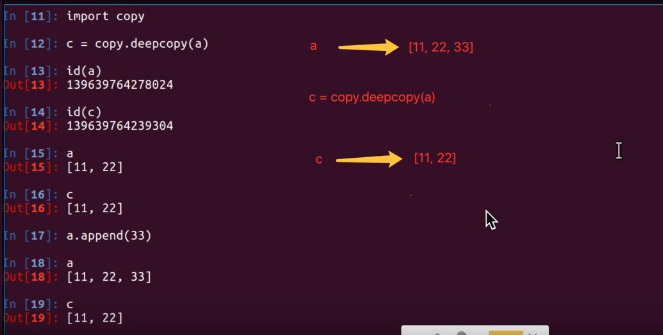 In [11]: import copy
In [12]: c = copy.deepcopy(a)
In [13]: id(a)
Out[13]: 139639764278024
In [14]: id(c)
Out[14]: 139639764239304
In [15]: a
Out[15]: [11, 22]
In [16]: c
Out[16]: [11, 22]
In [17]: a.append(33)
In [18]: a
Out[18]: [11, 22, 33]
In [19]: c
Out[19]: [11, 22]
a [11, 22, 33]
c = copy.deepcopy(a)
c [11, 22]